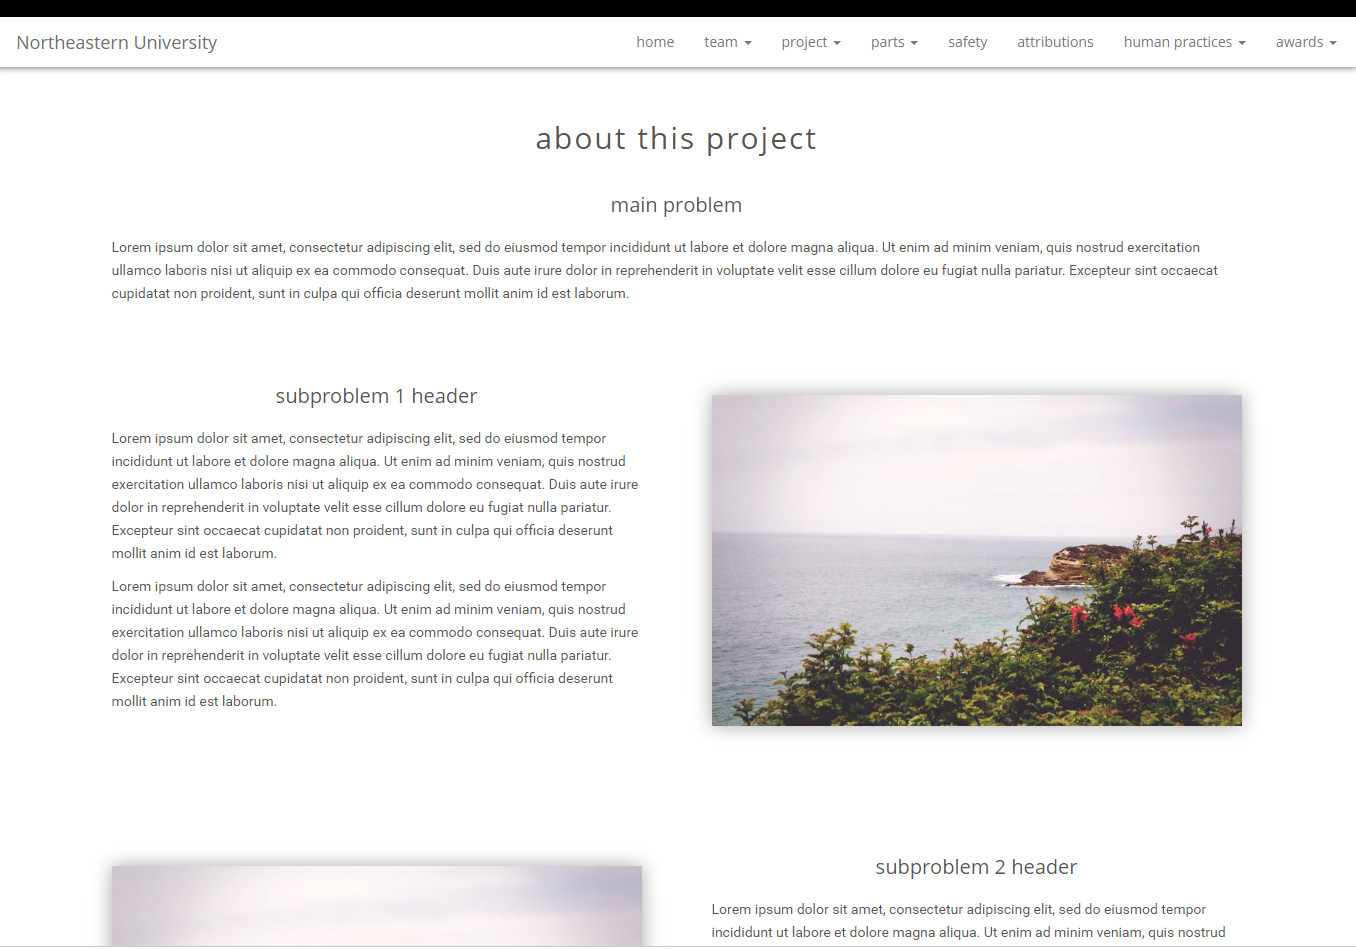 Northeastern University home team project parts safety attributions human practices awards
about this project
main problem
Lorem ipsum dolor sit amet, consectetur adipiscing elit, sed do eiusmod tempor incididunt ut labore et dolore magna aliqua. Ut enim ad minim veniam, quis nostrud exercitation
ullamco laboris nisi ut aliquip ex ea commodo consequat. Duis aute irure dolor in reprehenderit in voluptate velit esse cillum dolore eu fugiat nulla pariatur. Excepteur sint occaecat
cupidatat non proident, sunt in culpa qui officia deserunt mollit anim id est laborum.
subproblem 1 header
Lorem ipsum dolor sit amet, consectetur adipiscing elit, sed do eiusmod tempor
incididunt ut labore et dolore magna aliqua. Ut enim ad minim veniam, quis nostrud
exercitation ullamco laboris nisi ut aliquip ex ea commodo consequat. Duis aute irure
dolor in reprehenderit in voluptate velit esse cillum dolore eu fugiat nulla pariatur.
Excepteur sint occaecat cupidatat non proident, sunt in culpa qui officia deserunt
mollit anim id est laborum.
Lorem ipsum dolor sit amet, consectetur adipiscing elit, sed do eiusmod tempor
incididunt ut labore et dolore magna aliqua. Ut enim ad minim veniam, quis nostrud
exercitation ullamco laboris nisi ut aliquip ex ea commodo consequat. Duis aute irure
dolor in reprehenderit in voluptate velit esse cillum dolore eu fugiat nulla pariatur.
Excepteur sint occaecat cupidatat non proident, sunt in culpa qui officia deserunt
mollit anim id est laborum.
subproblem 2 header
Lorem ipsum dolor sit amet, consectetur adipiscing elit, sed do eiusmod tempor
incididunt ut labore et dolore magna aliqua. Ut enim ad minim veniam, quis nostrud